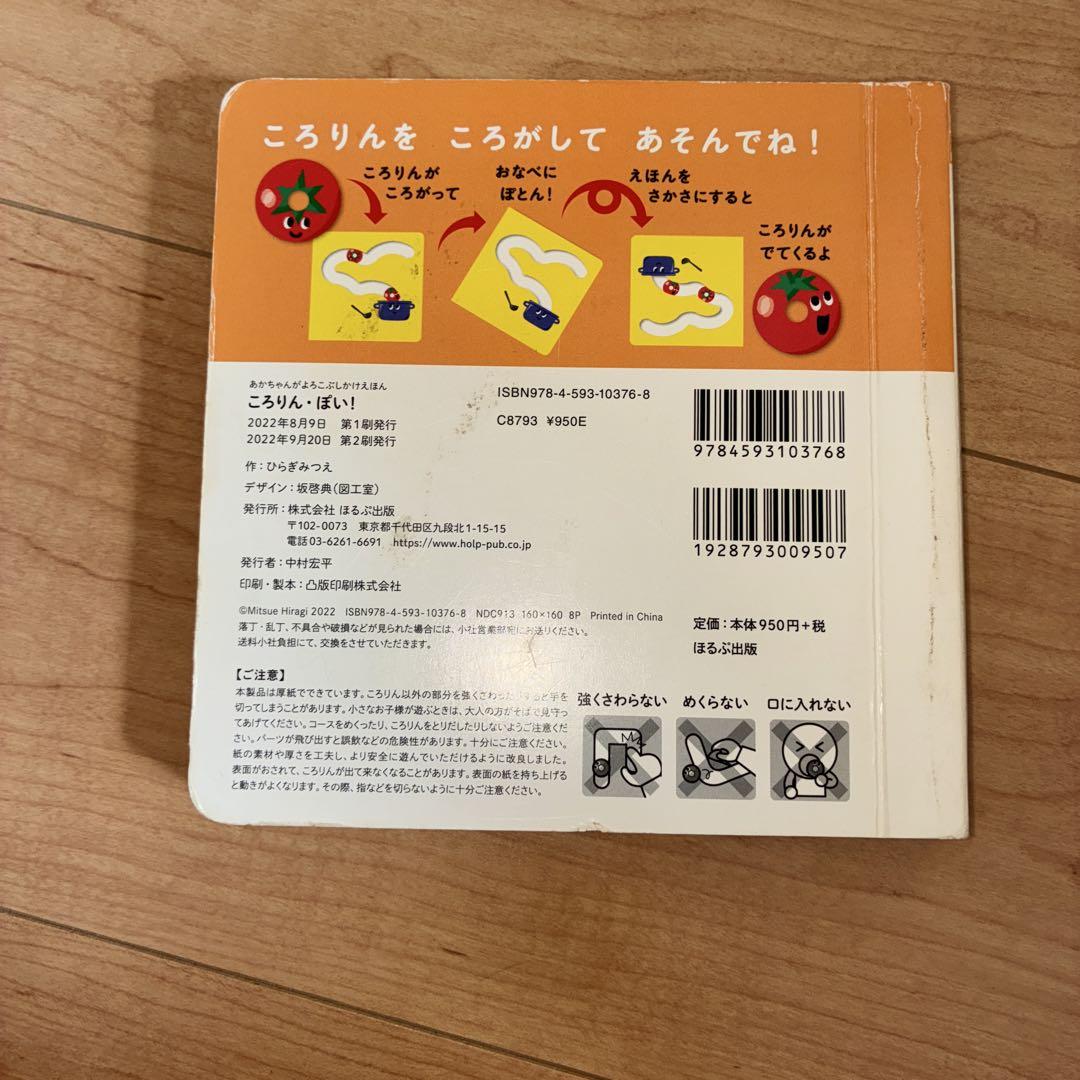 ころりんを ころがして あそんでね！
ころりんが
ころがって
おなべに
ぽとん！
えほんを
さかさにすると
ころりんが
でてくるよ
あかちゃんがよろこぶしかけえほん
ころりん・ぽい！
2022年8月9日 第1刷発行
2022年9月20日 第2刷発行
作：ひらぎみつえ
デザイン：坂啓典（図工室）
発行所：株式会社 ほるぷ出版
〒102-0073 東京都千代田区九段北1-15-15
電話03-6261-6691 https://www.holp-pub.co.jp
発行者：中村宏平
印刷・製本：凸版印刷株式会社
©Mitsue Hiragi 2022 ISBN978-4-593-10376-8 NDC913 160×160 8P Printed in China
落丁・乱丁、不具合や破損などが見られた場合には、小社営業部宛にお送りください。
送料小社負担にて、交換をさせていただきます。
ISBN978-4-593-10376-8
C8793 ¥950E
9784593103768
1928793009507
定価：本体950円+税
ほるぷ出版
【ご注意】
本製品は厚紙でできています。ころりん以外の部分を強くさわったりすると手を
切ってしまうことがあります。小さなお子様が遊ぶときは、大人の方がそばで見守っ
てあげてください。コースをめくったり、ころりんをとりだしたりしないようご注意くださ
い。パーツが飛び出すと誤飲などの危険性があります。十分にご注意ください。
紙の素材や厚さを工夫し、より安全に遊んでいただけるように改良しました。
表面がおされて、ころりんが出て来なくなることがあります。表面の紙を持ち上げる
と動きがよくなります。その際、指などを切らないように十分ご注意ください。
強くさわらない
めくらない
口に入れない